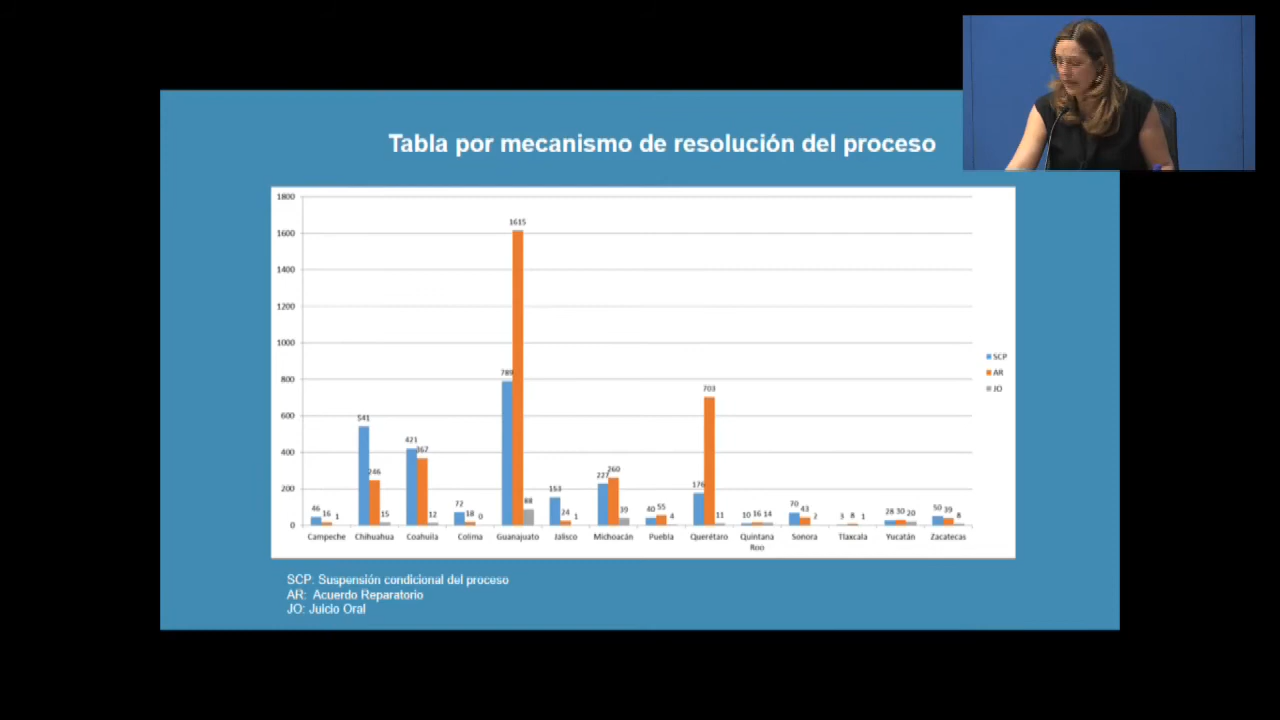 Tabla por mecanismo de resolución del proceso
1800
1600
1400
1200
1000
800
600
400
200
0
46 16 1
541 246 15
421 367 12
72 18 0
789 1615 88
153 24 1
227 260 39
40 55 4
176 703 11
10 16 14
70 43 2
3 8 1
28 30 20
50 39 8
Campeche Chihuahua Coahuila Colima Guanajuato Jalisco Michoacán Puebla Querétaro Quintana Roo Sonora Tlaxcala Yucatán Zacatecas
SCP
AR
JO
SCP: Suspensión condicional del proceso
AR: Acuerdo Reparatorio
JO: Juicio Oral